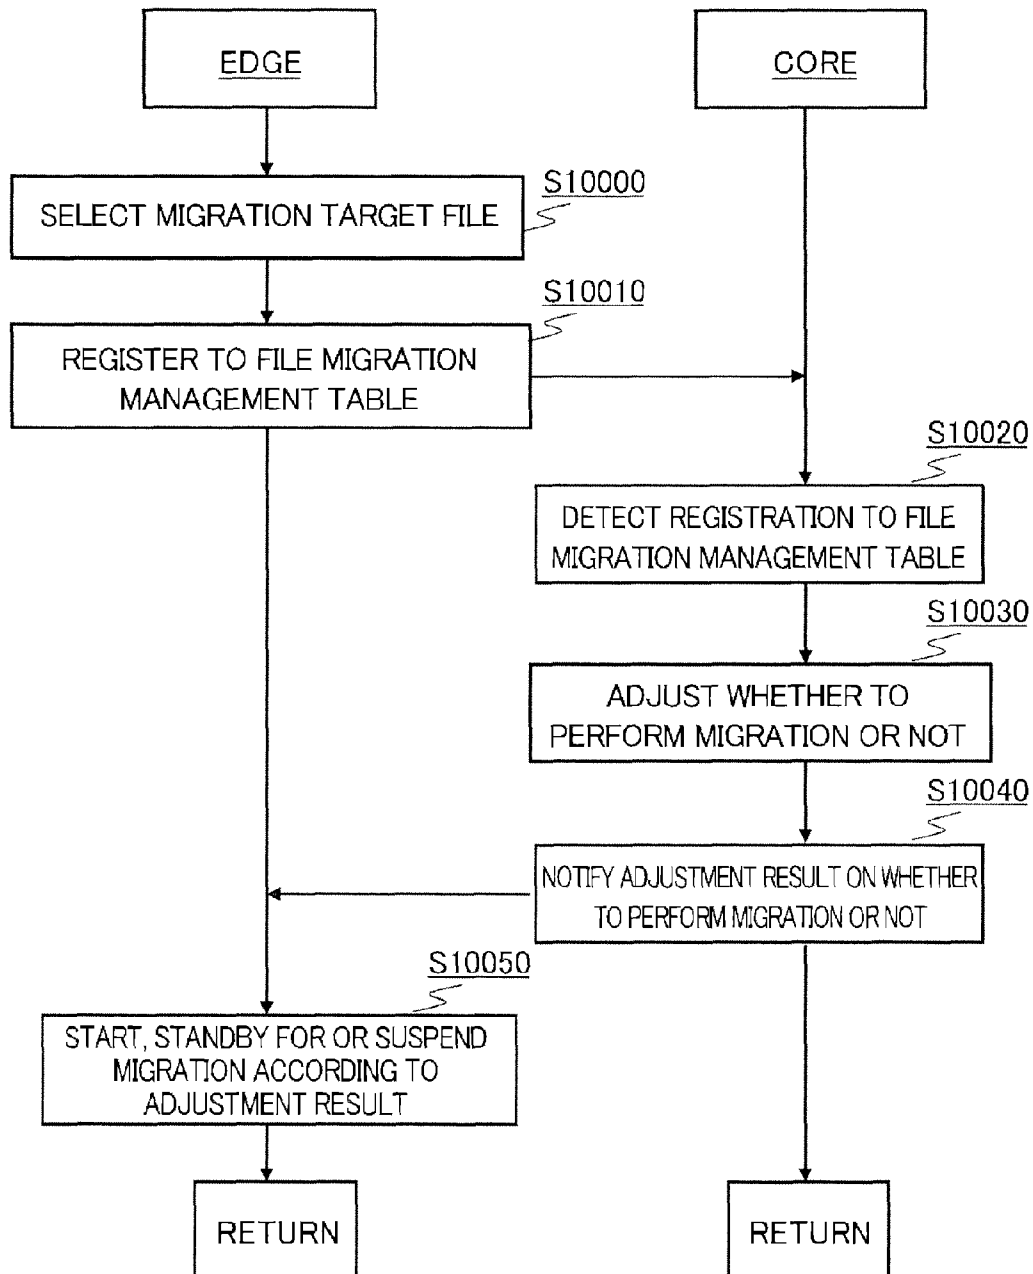 EDGE
CORE
S10000
SELECT MIGRATION TARGET FILE
S10010
REGISTER TO FILE MIGRATION
MANAGEMENT TABLE
S10020
DETECT REGISTRATION TO FILE
MIGRATION MANAGEMENT TABLE
S10030
ADJUST WHETHER TO
PERFORM MIGRATION OR NOT
S10040
NOTIFY ADJUSTMENT RESULT ON WHETHER
TO PERFORM MIGRATION OR NOT
S10050
START, STANDBY FOR OR SUSPEND
MIGRATION ACCORDING TO
ADJUSTMENT RESULT
RETURN
RETURN